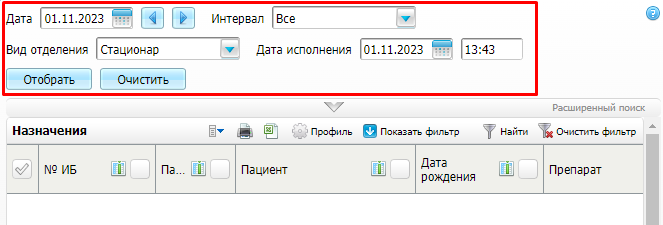 Дата 01.11.2023 Интервал Все
Вид отделения Стационар Дата исполнения 01.11.2023 13:43
Отобрать Очистить
Расширенный поиск
Назначения Профиль Показать фильтр Найти Очистить фильтр
№ ИБ Па... Пациент Дата рождения Препарат